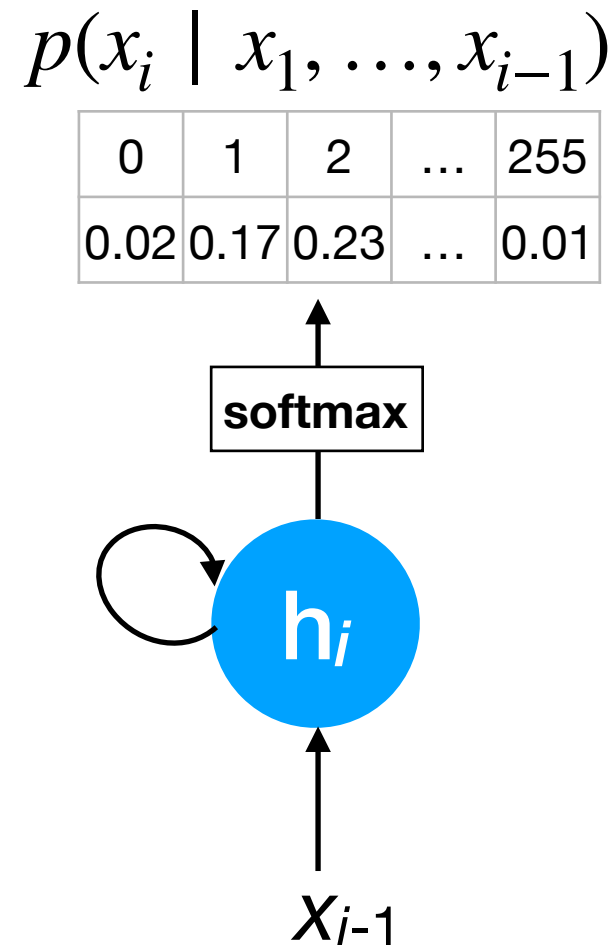 p(x_i | x_1, …, x_{i−1})
0 1 2 … 255
0.02 0.17 0.23 … 0.01
softmax
h_i
x_{i-1}